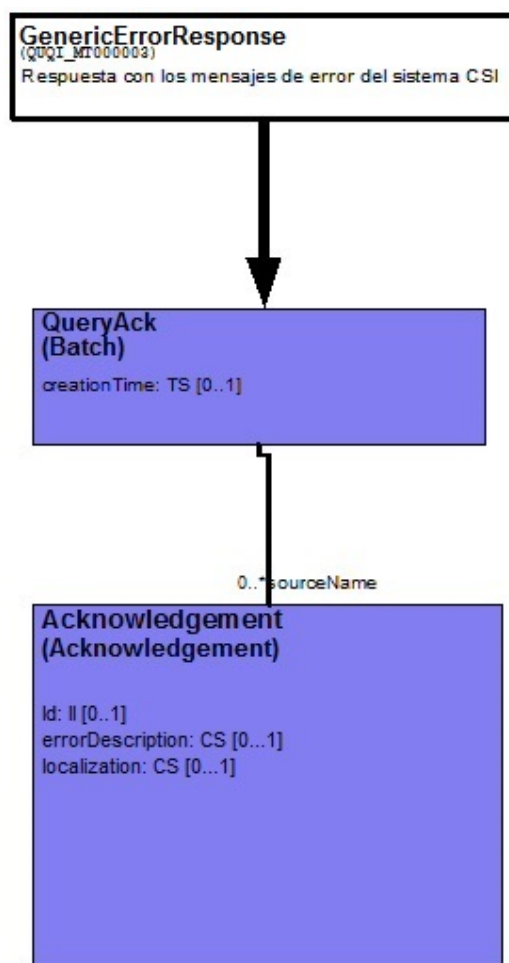 GenericErrorResponse
(QUQI_MT000003)
Respuesta con los mensajes de error del sistema CSI
QueryAck
(Batch)
creationTime: TS [0..1]
0..*sourceName
Acknowledgement
(Acknowledgement)
Id: II [0..1]
errorDescription: CS [0...1]
localization: CS [0...1]